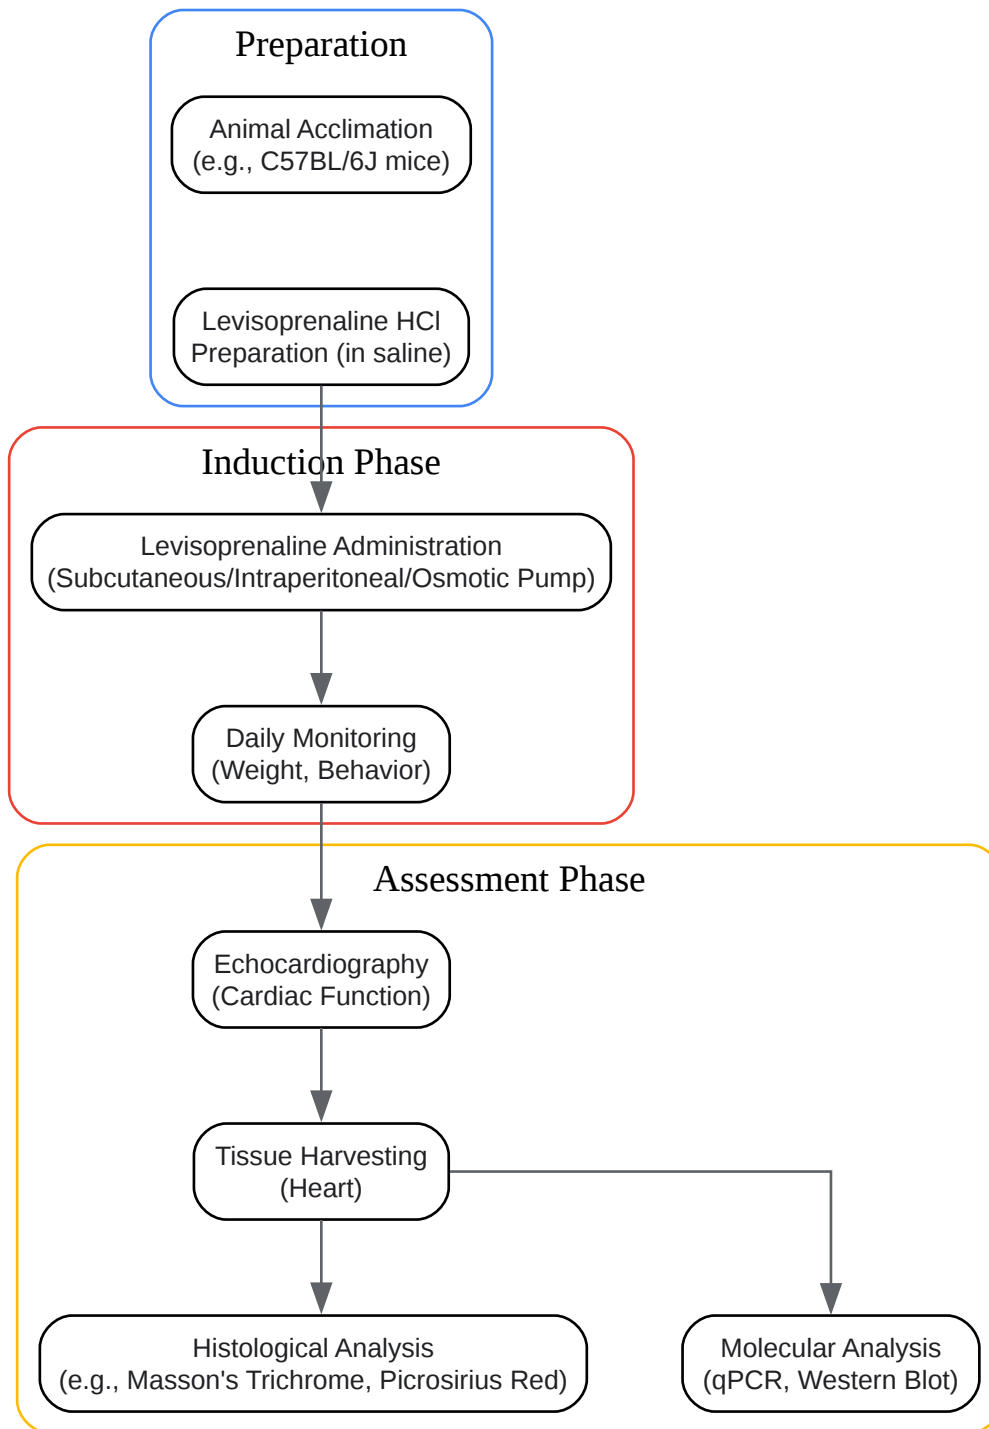 Preparation
Animal Acclimation
(e.g., C57BL/6J mice)
Levisoprenaline HCl
Preparation (in saline)
Induction Phase
Levisoprenaline Administration
(Subcutaneous/Intraperitoneal/Osmotic Pump)
Daily Monitoring
(Weight, Behavior)
Assessment Phase
Echocardiography
(Cardiac Function)
Tissue Harvesting
(Heart)
Histological Analysis
(e.g., Masson's Trichrome, Picrosirius Red)
Molecular Analysis
(qPCR, Western Blot)